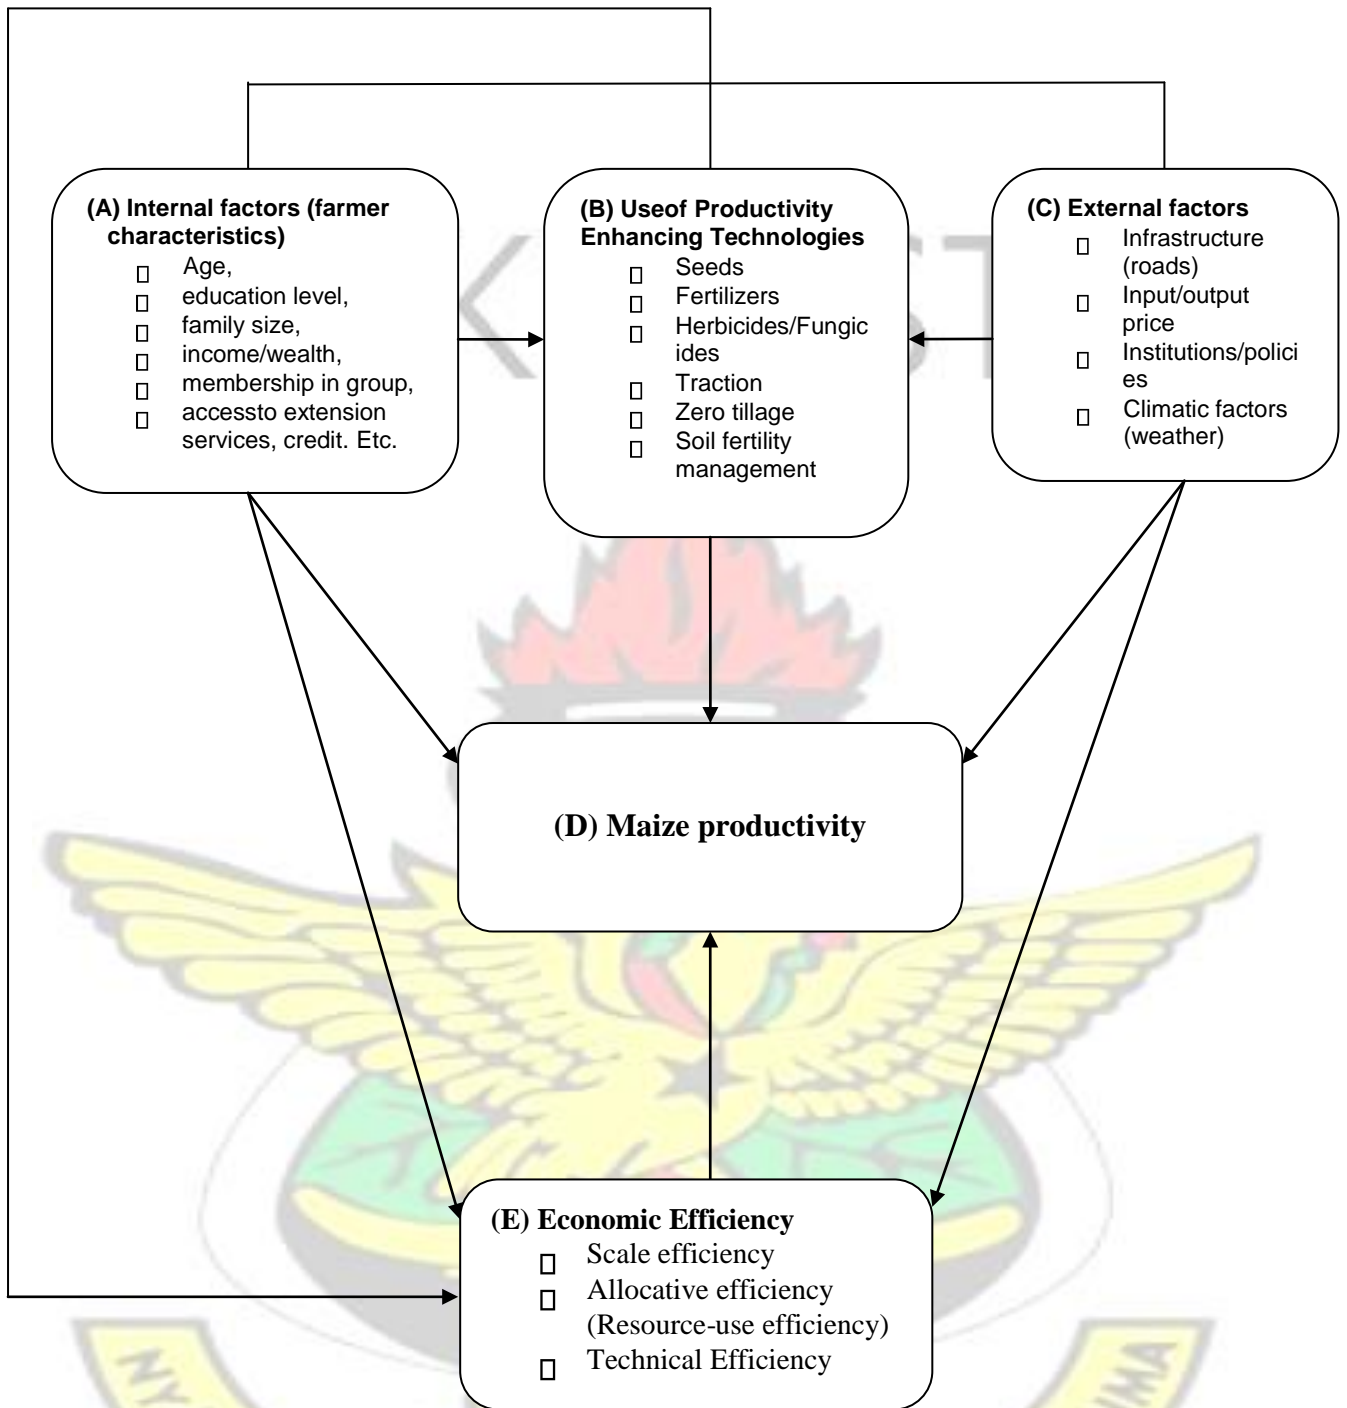 (A) Internal factors (farmer
characteristics)
Age,
education level,
family size,
income/wealth,
membership in group,
accessto extension
services, credit. Etc.
(B) Useof Productivity
Enhancing Technologies
Seeds
Fertilizers
Herbicides/Fungic
ides
Traction
Zero tillage
Soil fertility
management
(C) External factors
Infrastructure
(roads)
Input/output
price
Institutions/polici
es
Climatic factors
(weather)
(D) Maize productivity
(E) Economic Efficiency
Scale efficiency
Allocative efficiency
(Resource-use efficiency)
Technical Efficiency